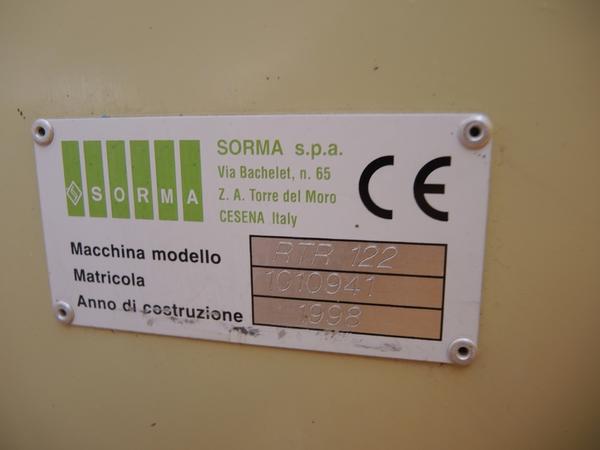 SORMA
SORMA s.p.a.
Via Bachelet, n. 65
Z. A. Torre del Moro
CESENA Italy
CE
Macchina modello RTR 122
Matricola 1010941
Anno di costruzione 1998